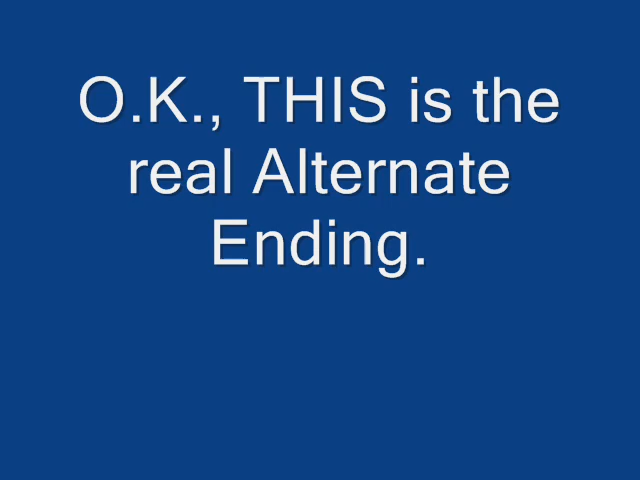 O.K., THIS is the
real Alternate
Ending.